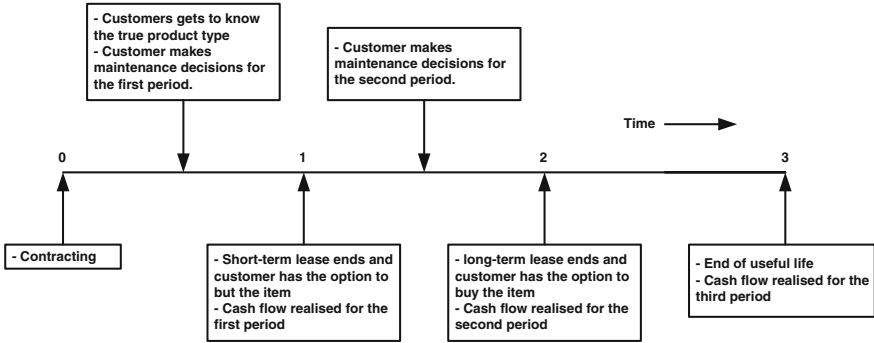 - Customers gets to know
the true product type
- Customer makes
maintenance decisions for
the first period.
- Customer makes
maintenance decisions for
the second period.
Time
0
1
2
3
- Contracting
- Short-term lease ends and
customer has the option to
but the item
- Cash flow realised for the
first period
- long-term lease ends and
customer has the option to
buy the item
- Cash flow realised for the
second period
- End of useful life
- Cash flow realised for the
third period